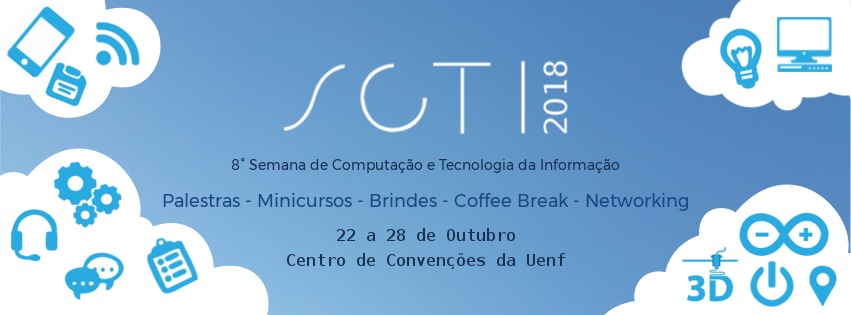 SCTI 2018
8° Semana de Computação e Tecnologia da Informação
Palestras - Minicursos - Brindes - Coffee Break - Networking
22 a 28 de Outubro
Centro de Convenções da Uenf
3D